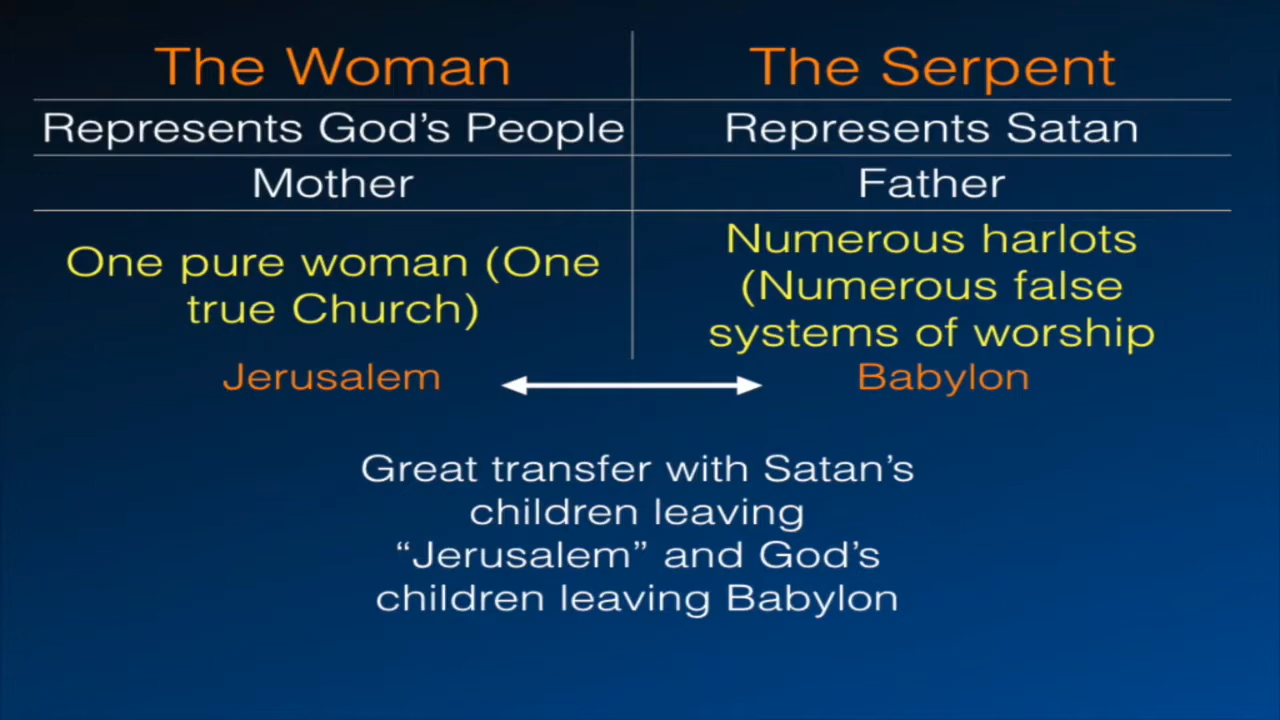 The Woman
The Serpent
Represents God’s People
Represents Satan
Mother
Father
One pure woman (One
true Church)
Numerous harlots
(Numerous false
systems of worship
Jerusalem
Babylon
Great transfer with Satan’s
children leaving
“Jerusalem” and God’s
children leaving Babylon